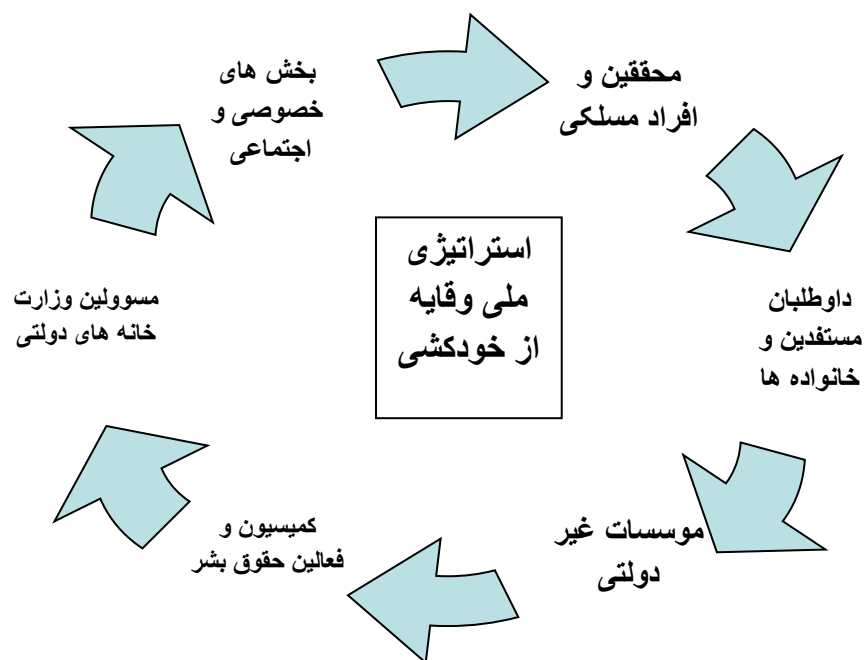 بخش های
خصوصی و
اجتماعی
محققین و
افراد مسلکی
داوطلبان
مستفدین و
خانواده ها
موسسات غیر
دولتی
کمیسیون و
فعالین حقوق بشر
مسوولین وزارت
خانه های دولتی
استراتیژی
ملی وقایه
از خودکشی